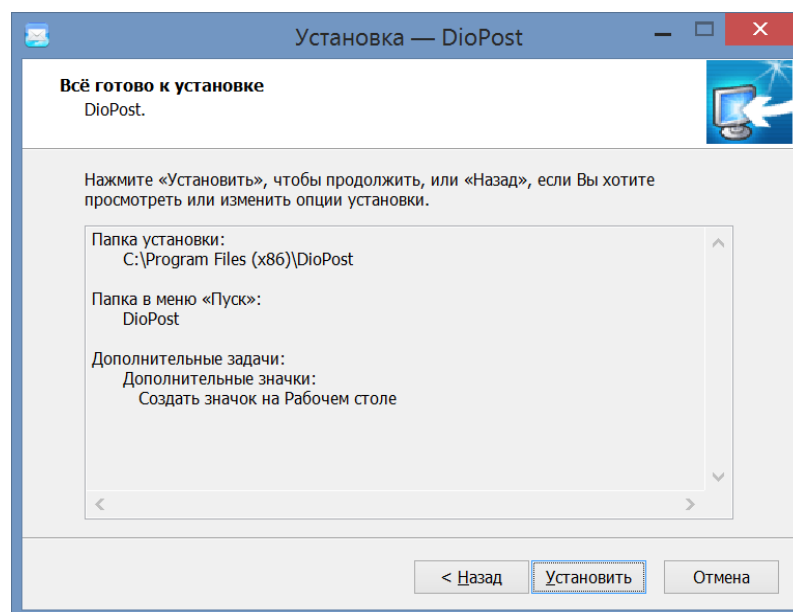 Установка — DioPost
Всё готово к установке
DioPost.
Нажмите «Установить», чтобы продолжить, или «Назад», если Вы хотите
просмотреть или изменить опции установки.
Папка установки:
C:\Program Files (x86)\DioPost
Папка в меню «Пуск»:
DioPost
Дополнительные задачи:
Дополнительные значки:
Создать значок на Рабочем столе
< Назад
Установить
Отмена